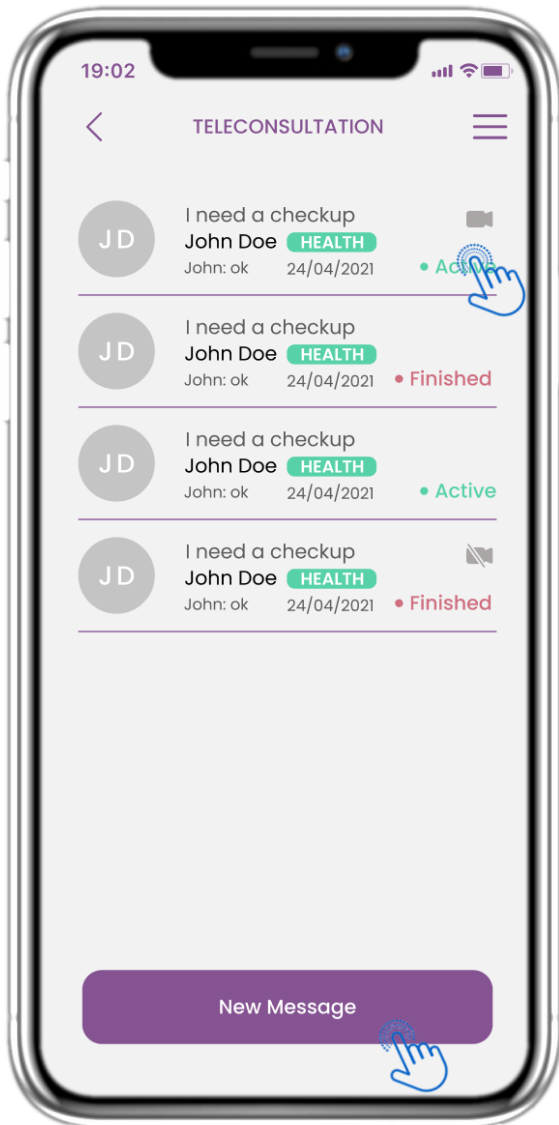 19:02
TELECONSULTATION
I need a checkup
JD
John Doe HEALTH
John: ok 24/04/2021 • Active
I need a checkup
JD
John Doe HEALTH
John: ok 24/04/2021 • Finished
I need a checkup
JD
John Doe HEALTH
John: ok 24/04/2021 • Active
I need a checkup
JD
John Doe HEALTH
John: ok 24/04/2021 • Finished
New Message